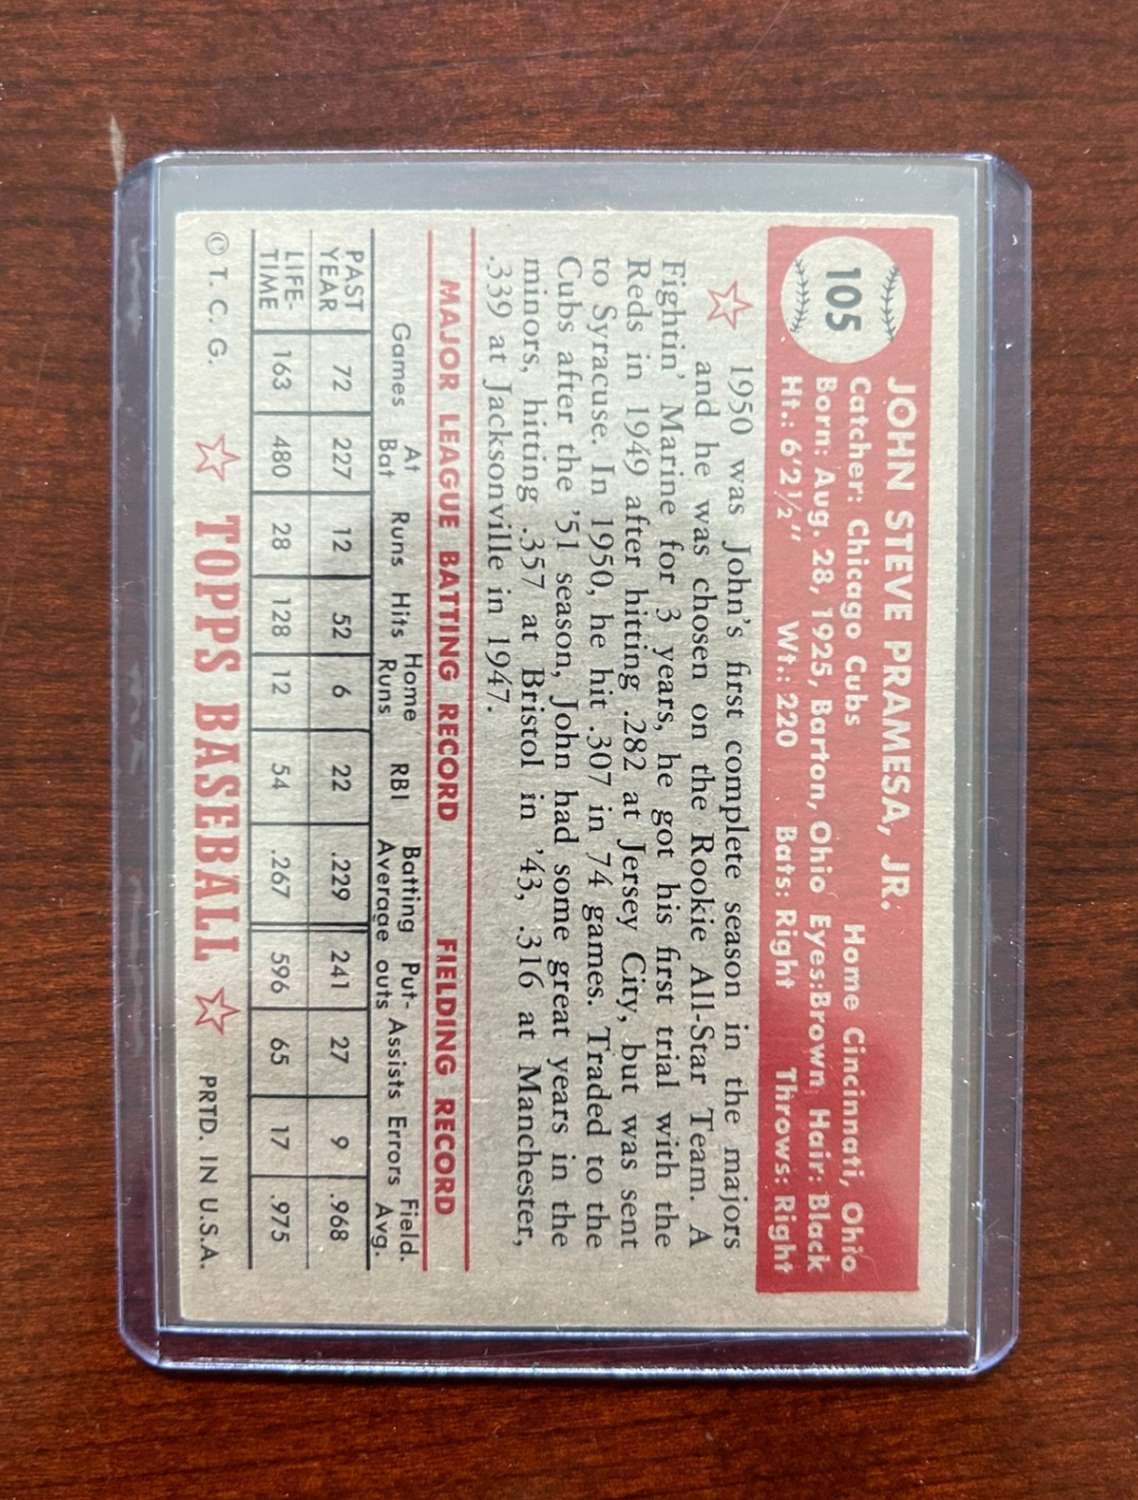 105
JOHN STEVE PRAMESA, JR.
Catcher: Chicago Cubs Home Cincinnati, Ohio
Born: Aug. 28, 1925, Barton, Ohio Eyes:Brown Hair: Black
Ht.: 6'2½" Wt.: 220 Bats: Right Throws: Right
1950 was John's first complete season in the majors
and he was chosen on the Rookie All-Star Team. A
Fightin' Marine for 3 years, he got his first trial with the
Reds in 1949 after hitting .282 at Jersey City, but was sent
to Syracuse. In 1950, he hit .307 in 74 games. Traded to the
Cubs after the '51 season, John had some great years in the
minors, hitting .357 at Bristol in '43, .316 at Manchester,
.339 at Jacksonville in 1947.
MAJOR LEAGUE BATTING RECORD FIELDING RECORD
Games At Bat Runs Hits Home Runs RBI Batting Average Put-outs Assists Errors Field. Avg.
PAST YEAR 72 227 12 52 6 22 .229 241 27 9 .968
LIFE-TIME 163 480 28 128 12 54 .267 596 65 17 .975
© T. C. G. TOPPS BASEBALL PRTD. IN U.S.A.